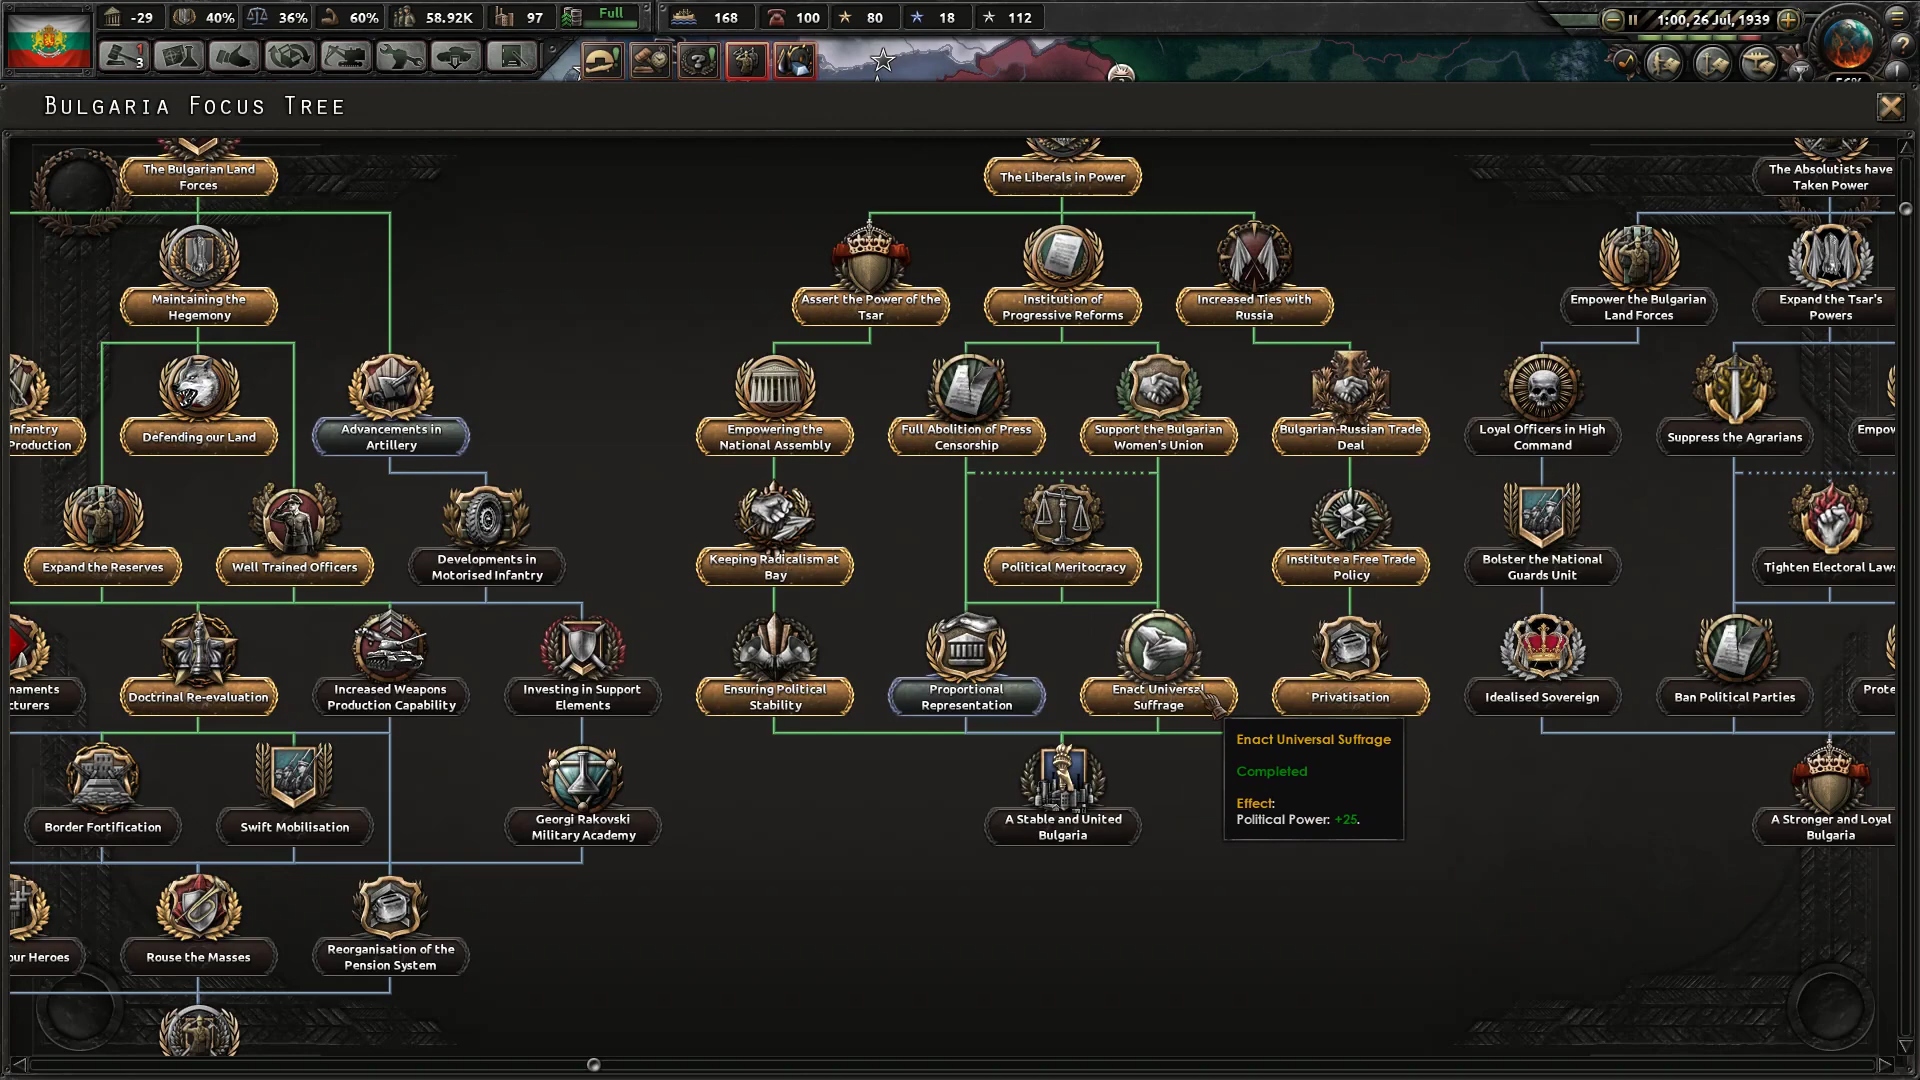 -29
40%
36%
60%
58.92K
97
Full
168
100
80
18
112
1:00, 26 Jul, 1939
1
3
Bulgaria Focus Tree
The Bulgarian Land
Forces
The Liberals in Power
The Absolutists have
Taken Power
Maintaining the
Hegemony
Assert the Power of the
Tsar
Institution of
Progressive Reforms
Increased Ties with
Russia
Empower the Bulgarian
Land Forces
Expand the Tsar's
Powers
Infantry
Production
Defending our Land
Advancements in
Artillery
Empowering the
National Assembly
Full Abolition of Press
Censorship
Support the Bulgarian
Women's Union
Bulgarian-Russian Trade
Deal
Loyal Officers in High
Command
Suppress the Agrarians
Empow
Expand the Reserves
Well Trained Officers
Developments in
Motorised Infantry
Keeping Radicalism at
Bay
Political Meritocracy
Institute a Free Trade
Policy
Bolster the National
Guards Unit
Tighten Electoral Laws
naments
cturers
Doctrinal Re-evaluation
Increased Weapons
Production Capability
Investing in Support
Elements
Ensuring Political
Stability
Proportional
Representation
Enact Universal
Suffrage
Privatisation
Idealised Sovereign
Ban Political Parties
Prote
Enact Universal Suffrage
Completed
Effect:
Political Power: +25.
Border Fortification
Swift Mobilisation
Georgi Rakovski
Military Academy
A Stable and United
Bulgaria
A Stronger and Loyal
Bulgaria
our Heroes
Rouse the Masses
Reorganisation of the
Pension System